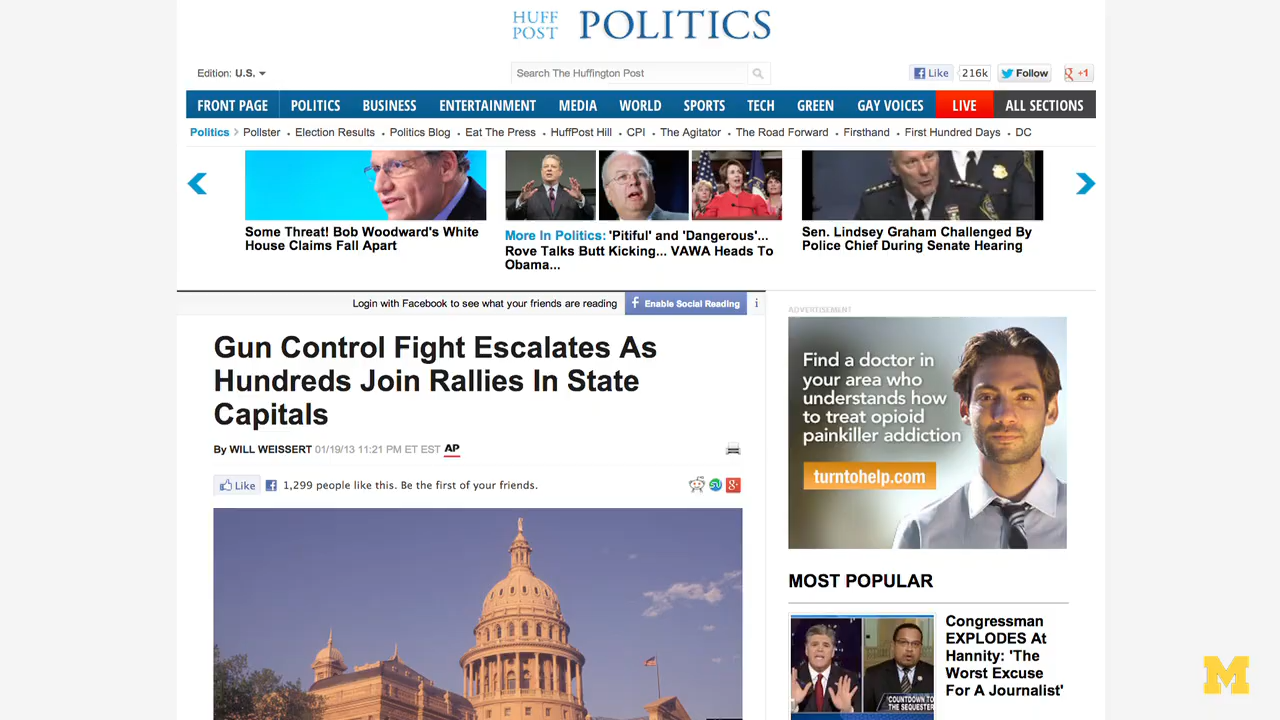 HUFF
POST
POLITICS
Edition: U.S.
Search The Huffington Post
Like
216k
Follow
+1
FRONT PAGE
POLITICS
BUSINESS
ENTERTAINMENT
MEDIA
WORLD
SPORTS
TECH
GREEN
GAY VOICES
LIVE
ALL SECTIONS
Politics
Pollster
Election Results
Politics Blog
Eat The Press
HuffPost Hill
CPI
The Agitator
The Road Forward
Firsthand
First Hundred Days
DC
Some Threat! Bob Woodward's White
House Claims Fall Apart
More In Politics: 'Pitiful' and 'Dangerous'...
Rove Talks Butt Kicking... VAWA Heads To
Obama...
Sen. Lindsey Graham Challenged By
Police Chief During Senate Hearing
Login with Facebook to see what your friends are reading
Enable Social Reading
i
Gun Control Fight Escalates As
Hundreds Join Rallies In State
Capitals
By WILL WEISSERT 01/19/13 11:21 PM ET EST AP
Like
1,299 people like this. Be the first of your friends.
ADVERTISEMENT
Find a doctor in
your area who
understands how
to treat opioid
painkiller addiction
turntohelp.com
MOST POPULAR
Congressman
EXPLODES At
Hannity: 'The
Worst Excuse
For A Journalist'
'COUNTDOWN TO
THE SEQUESTER'
M